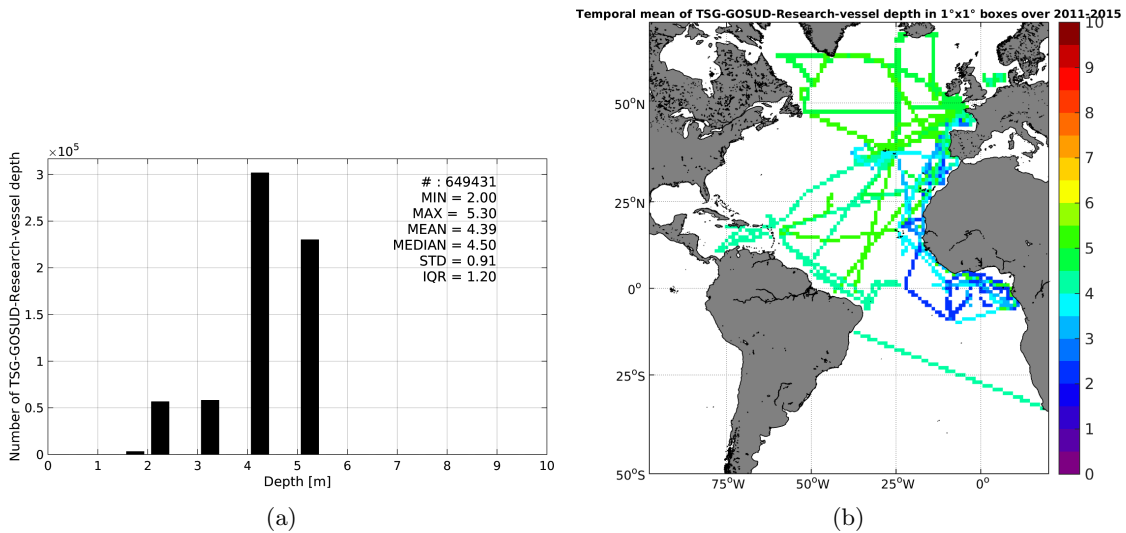 Temporal mean of TSG-GOSUD-Research-vessel depth in 1°x1° boxes over 2011-2015
×10⁵
Number of TSG-GOSUD-Research-vessel depth
3
2.5
2
1.5
1
0.5
0
# : 649431
MIN = 2.00
MAX = 5.30
MEAN = 4.39
MEDIAN = 4.50
STD = 0.91
IQR = 1.20
0 1 2 3 4 5 6 7 8 9 10
Depth [m]
(a)
50°N
25°N
0°
25°S
50°S
75°W 50°W 25°W 0°
10
9
8
7
6
5
4
3
2
1
0
(b)